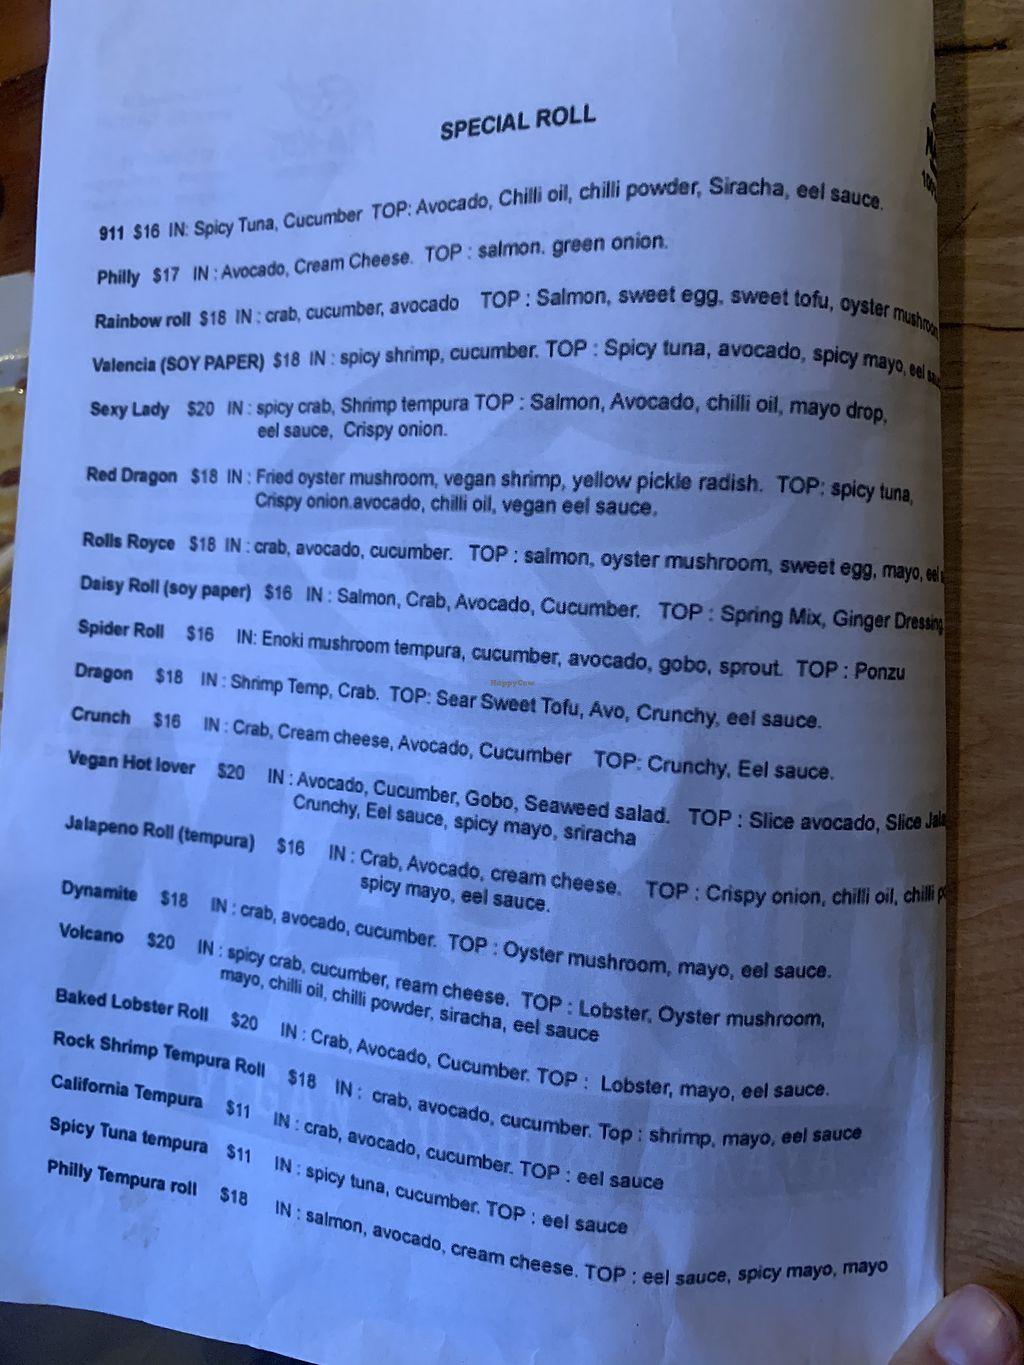 SPECIAL ROLL
911 $16 IN: Spicy Tuna, Cucumber TOP: Avocado, Chilli oil, chilli powder, Siracha, eel sauce.
Philly $17 IN : Avocado, Cream Cheese. TOP : salmon. green onion.
Rainbow roll $18 IN : crab, cucumber, avocado TOP : Salmon, sweet egg, sweet tofu, oyster mushroom
Valencia (SOY PAPER) $18 IN : spicy shrimp, cucumber. TOP : Spicy tuna, avocado, spicy mayo, eel
Sexy Lady $20 IN : spicy crab, Shrimp tempura TOP : Salmon, Avocado, chilli oil, mayo drop,
eel sauce, Crispy onion.
Red Dragon $18 IN : Fried oyster mushroom, vegan shrimp, yellow pickle radish. TOP: spicy tuna,
Crispy onion.avocado, chilli oil, vegan eel sauce.
Rolls Royce $18 IN : crab, avocado, cucumber. TOP : salmon, oyster mushroom, sweet egg, mayo, eel
Daisy Roll (soy paper) $16 IN : Salmon, Crab, Avocado, Cucumber. TOP : Spring Mix, Ginger Dressing
Spider Roll $16 IN: Enoki mushroom tempura, cucumber, avocado, gobo, sprout. TOP : Ponzu
Dragon $18 IN : Shrimp Temp, Crab. TOP: Sear Sweet Tofu, Avo, Crunchy, eel sauce.
Crunch $16 IN : Crab, Cream cheese, Avocado, Cucumber TOP: Crunchy, Eel sauce.
Vegan Hot lover $20 IN : Avocado, Cucumber, Gobo, Seaweed salad. TOP : Slice avocado, Slice
Crunchy, Eel sauce, spicy mayo, sriracha
Jalapeno Roll (tempura) $16 IN : Crab, Avocado, cream cheese. TOP : Crispy onion, chilli oil, chilli
spicy mayo, eel sauce.
Dynamite $18 IN : crab, avocado, cucumber. TOP : Oyster mushroom, mayo, eel sauce.
Volcano $20 IN : spicy crab, cucumber, ream cheese. TOP : Lobster, Oyster mushroom,
mayo, chilli oil, chilli powder, siracha, eel sauce
Baked Lobster Roll $20 IN : Crab, Avocado, Cucumber. TOP : Lobster, mayo, eel sauce.
Rock Shrimp Tempura Roll $18 IN : crab, avocado, cucumber. Top : shrimp, mayo, eel sauce
California Tempura $11 IN : crab, avocado, cucumber. TOP : eel sauce
Spicy Tuna tempura $11 IN : spicy tuna, cucumber. TOP : eel sauce
Philly Tempura roll $18 IN : salmon, avocado, cream cheese. TOP : eel sauce, spicy mayo, mayo
HappyCow